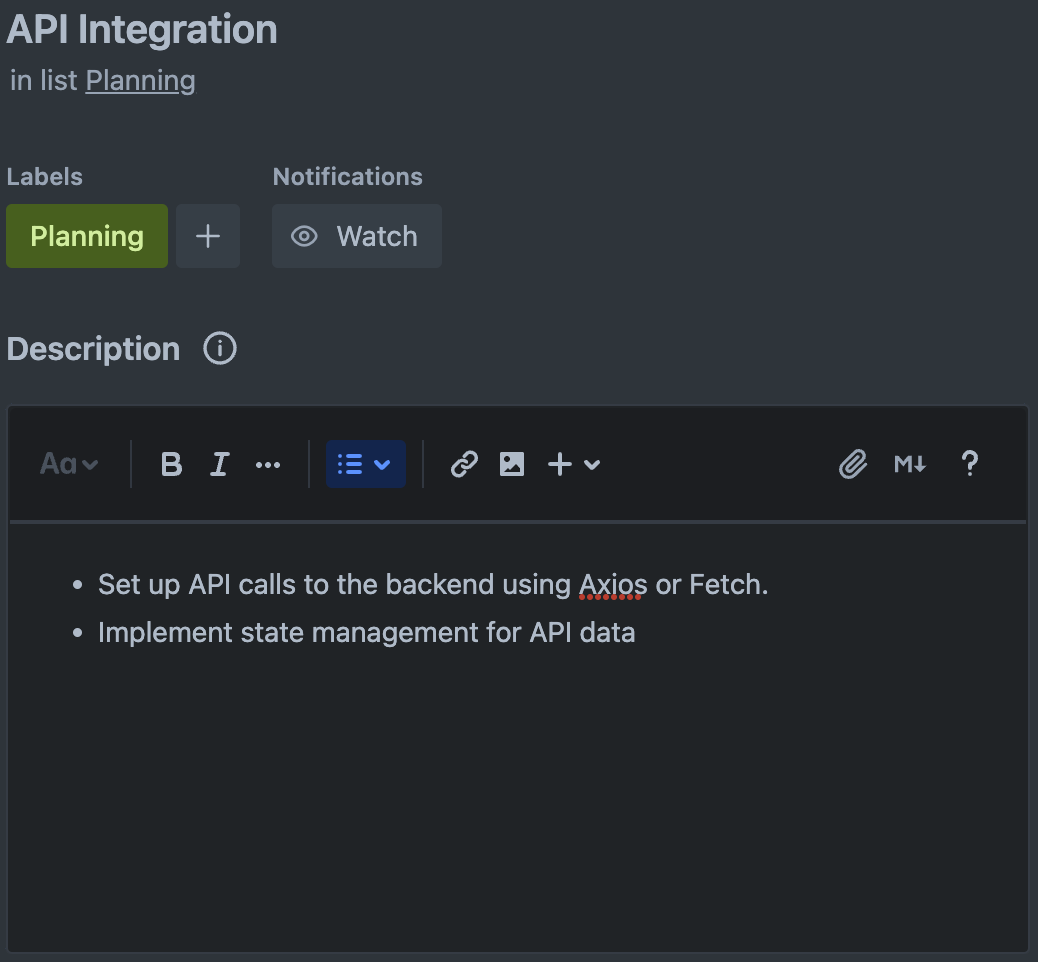 API Integration
in list Planning
Labels
Notifications
Planning
Watch
Description
Aa
B I
M
?
• Set up API calls to the backend using Axios or Fetch.
• Implement state management for API data